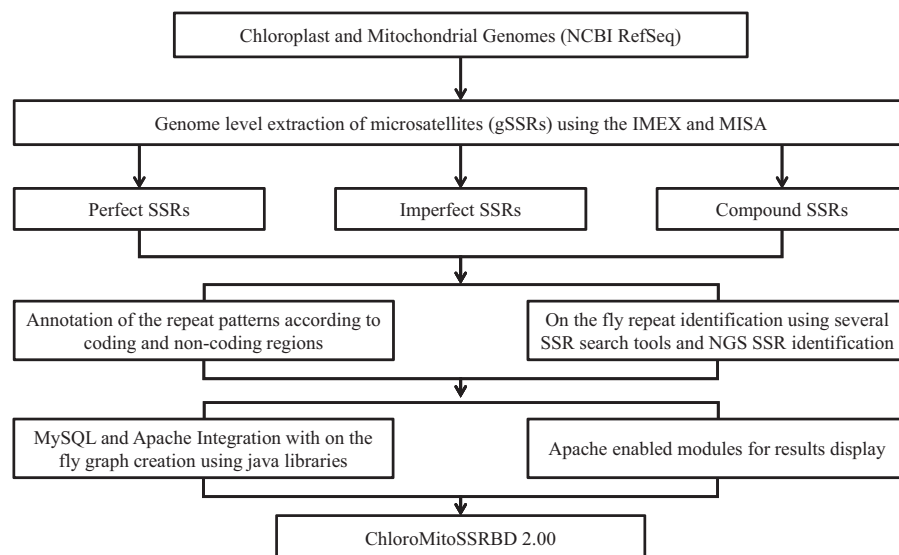 Chloroplast and Mitochondrial Genomes (NCBI RefSeq)
Genome level extraction of microsatellites (gSSRs) using the IMEX and MISA
Perfect SSRs
Imperfect SSRs
Compound SSRs
Annotation of the repeat patterns according to
coding and non-coding regions
On the fly repeat identification using several
SSR search tools and NGS SSR identification
MySQL and Apache Integration with on the
fly graph creation using java libraries
Apache enabled modules for results display
ChloroMitoSSRBD 2.00